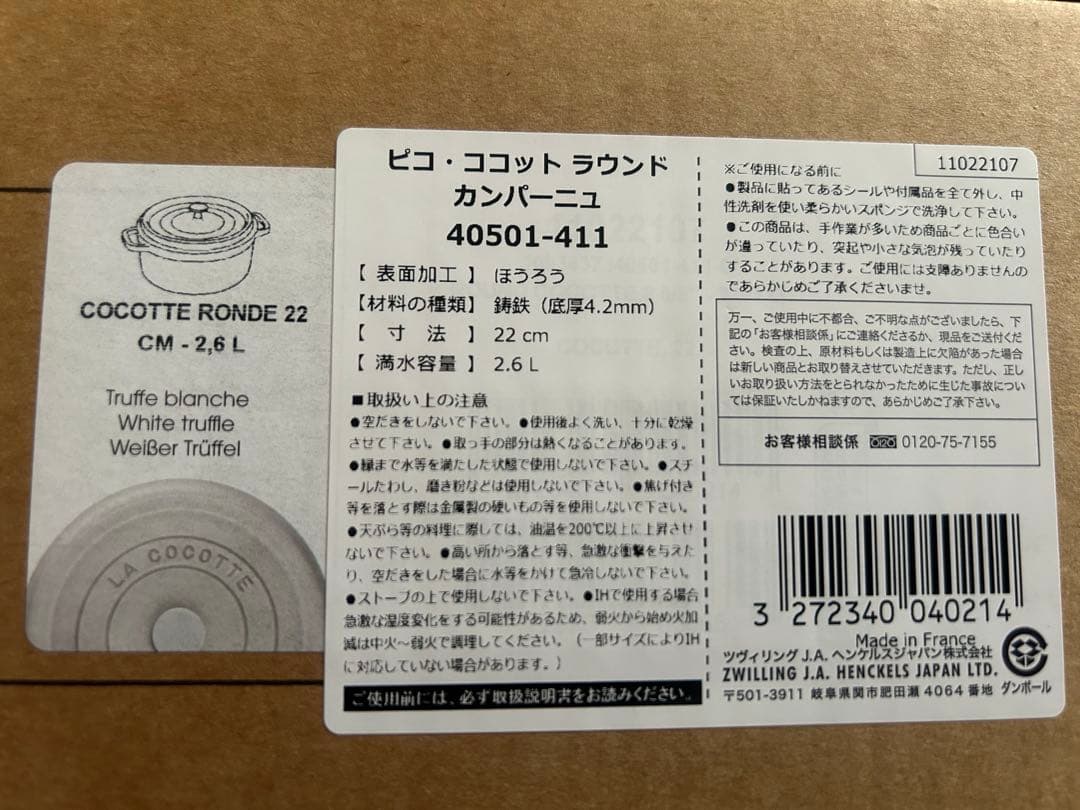 COCOTTE RONDE 22
CM - 2,6 L
Truffe blanche
White truffle
Weißer Trüffel
LA COCOTTE
ピコ・ココット ラウンド
カンパーニュ
40501-411
【 表面加工 】 ほうろう
【材料の種類】 鋳鉄（底厚4.2mm）
【 寸 法 】 22 cm
【 満水容量 】 2.6 L
■取扱い上の注意
●空だきをしないで下さい。●使用後よく洗い、十分に乾燥
させて下さい。●取っ手の部分は熱くなることがあります。
●縁まで水等を満たした状態で使用しないで下さい。●スチ
ールたわし、磨き粉などは使用しないで下さい。●焦げ付き
等を落とす際は金属製の硬いもの等を使用しないで下さい。
●天ぷら等の料理に際しては、油温を200℃以上に上昇させ
ないで下さい。●高い所から落とす等、急激な衝撃を与えた
り、空だきをした場合に水等をかけて急冷しないで下さい。
●ストーブの上で使用しないで下さい。●IHで使用する場合
急激な温度変化をする可能性があるため、弱火から始め火加
減は中火～弱火で調理してください。（一部サイズによりIH
に対応していない場合があります。）
ご使用前には、必ず取扱説明書をお読みください。
11022107
※ご使用になる前に
●製品に貼ってあるシールや付属品を全て外し、中
性洗剤を使い柔らかいスポンジで洗浄して下さい。
●この商品は、手作業が多いため商品ごとに色合い
が違っていたり、突起や小さな気泡が残っていたり
することがあります。ご使用には支障ありませんの
であらかじめご了承くださいませ。
万一、ご使用中に不都合、ご不明な点がございましたら、下
記の「お客様相談係」にご連絡くださるか、現品をご送付くだ
さい。検査の上、原材料もしくは製造上に欠陥があった場合
は新しい商品とお取り替えさせていただきます。ただし、正し
いお取り扱い方法をとられなかったために生じた事故につい
ては保証いたしかねますので、あらかじめご了承下さい。
お客様相談係 0120-75-7155
3 272340 040214
Made in France
ツヴィリング J.A. ヘンケルスジャパン株式会社
ZWILLING J.A. HENCKELS JAPAN LTD.
〒501-3911 岐阜県関市肥田瀬 4064 番地
ダンボール